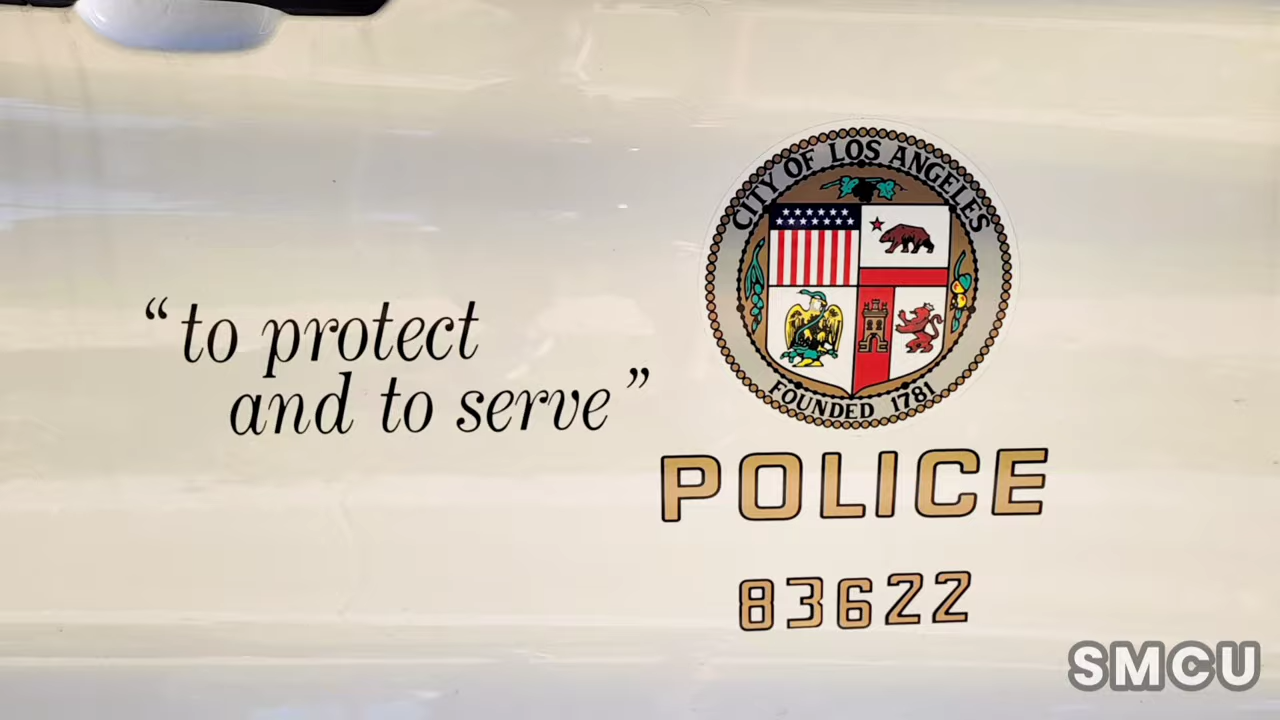 “to protect
and to serve”
CITY OF LOS ANGELES
FOUNDED 1781
POLICE
83622
SMCU